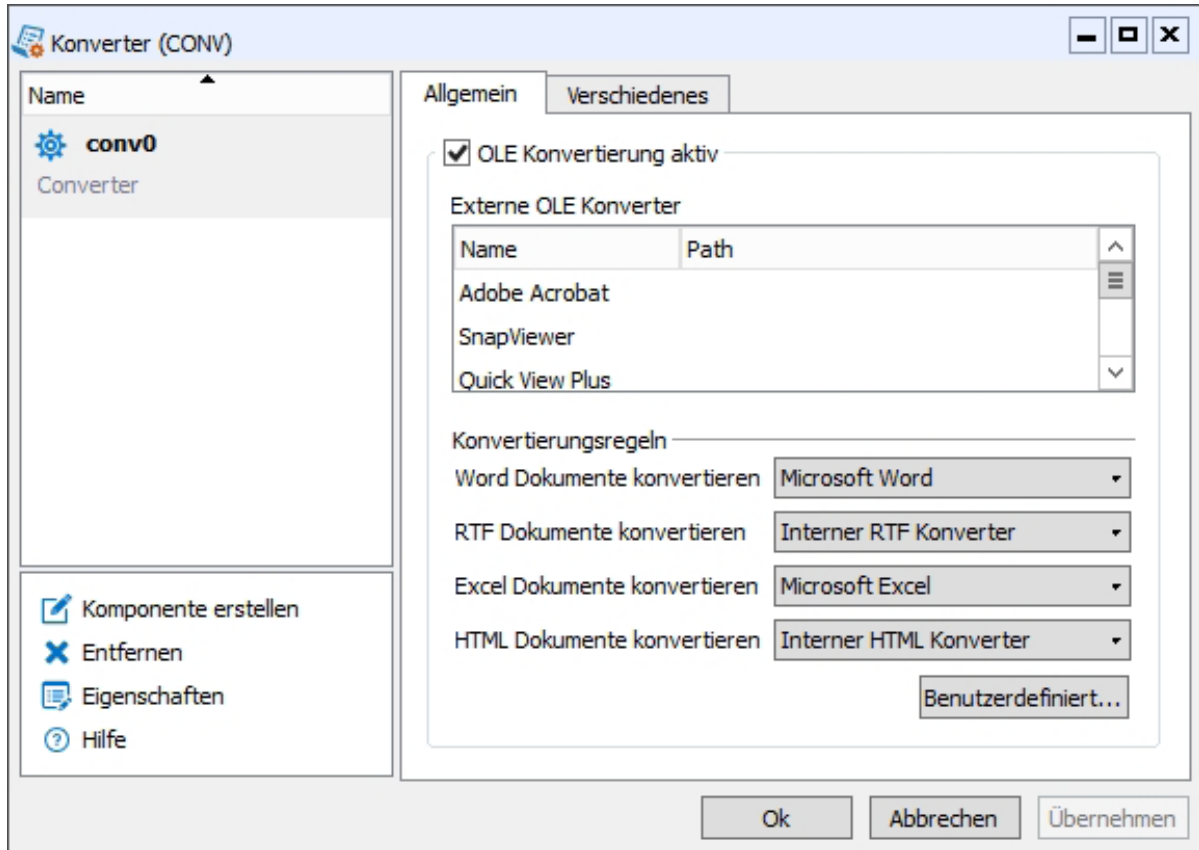 Konverter (CONV)
Name
conv0
Converter
Komponente erstellen
Entfernen
Eigenschaften
Hilfe
Allgemein Verschiedenes
OLE Konvertierung aktiv
Externe OLE Konverter
Name Path
Adobe Acrobat
SnapViewer
Quick View Plus
Konvertierungsregeln
Word Dokumente konvertieren Microsoft Word
RTF Dokumente konvertieren Interner RTF Konverter
Excel Dokumente konvertieren Microsoft Excel
HTML Dokumente konvertieren Interner HTML Konverter
Benutzerdefiniert...
Ok Abbrechen Übernehmen